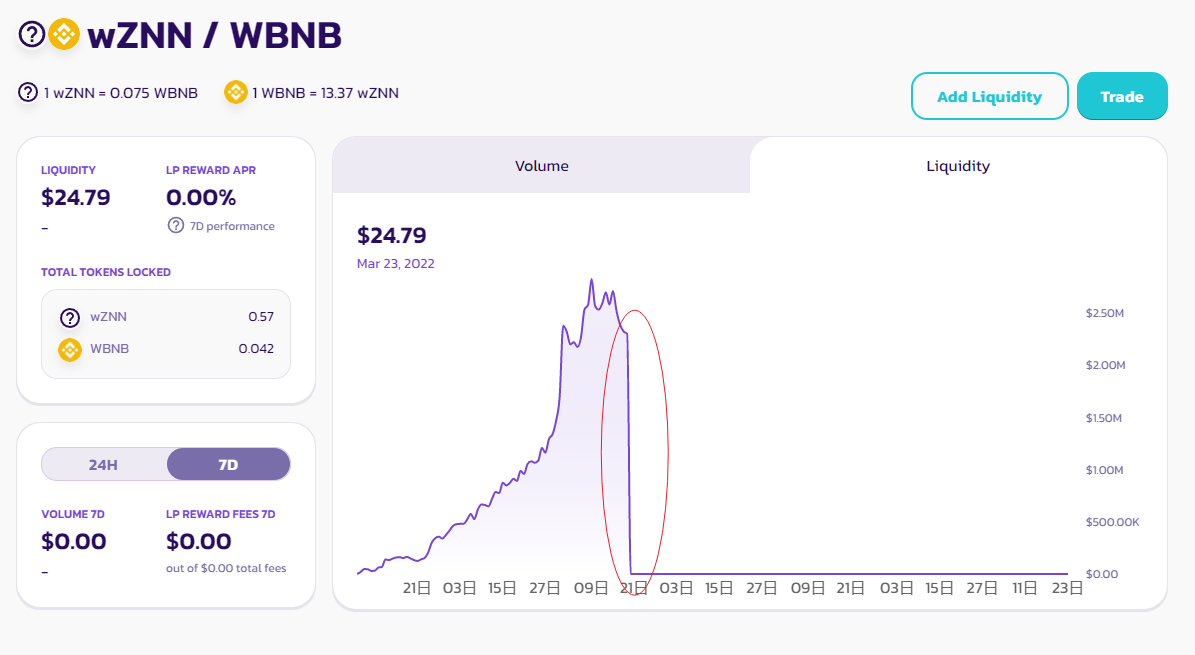 wZNN / WBNB
1 wZNN = 0.075 WBNB
1 WBNB = 13.37 wZNN
Add Liquidity
Trade
LIQUIDITY
LP REWARD APR
$24.79
0.00%
-
7D performance
TOTAL TOKENS LOCKED
wZNN 0.57
WBNB 0.042
24H 7D
VOLUME 7D
LP REWARD FEES 7D
$0.00
$0.00
-
out of $0.00 total fees
Volume
Liquidity
$24.79
Mar 23, 2022
$2.50M
$2.00M
$1.50M
$1.00M
$500.00K
$0.00
21日 03日 15日 27日 09日 21日 03日 15日 27日 09日 21日 03日 15日 27日 11日 23日